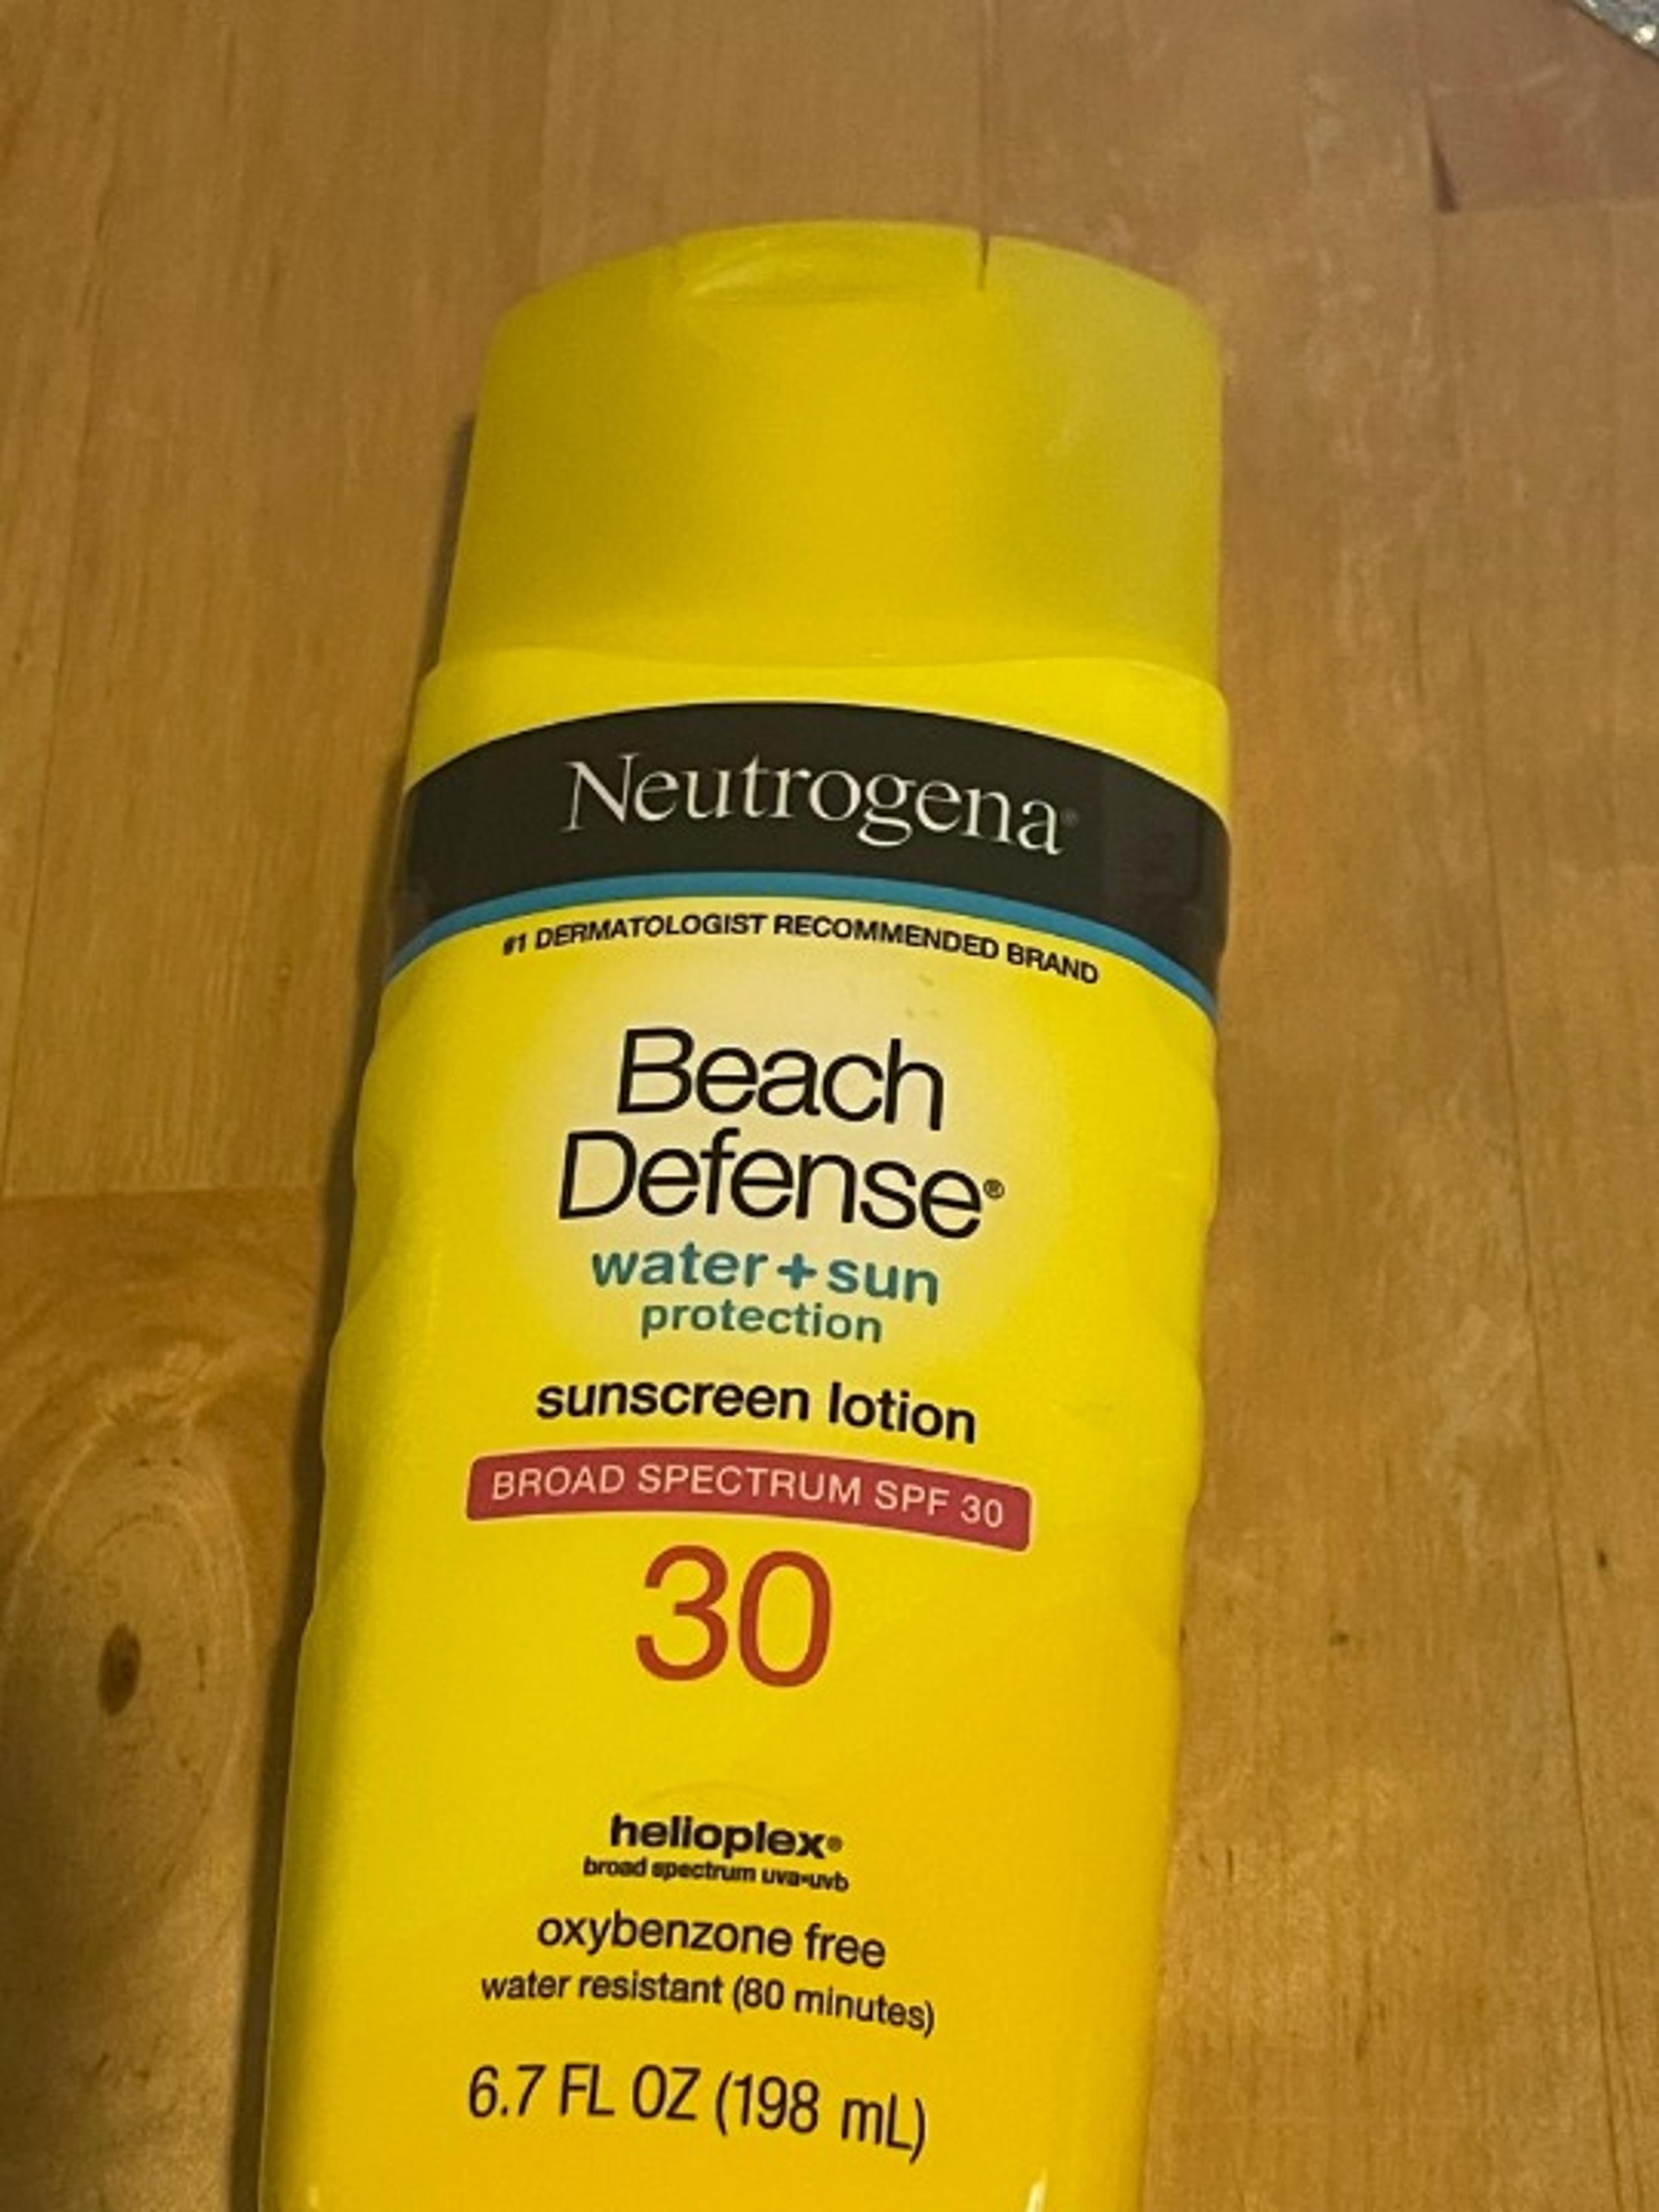 Neutrogena®
#1 DERMATOLOGIST RECOMMENDED BRAND
Beach
Defense®
water + sun
protection
sunscreen lotion
BROAD SPECTRUM SPF 30
30
helioplex®
broad spectrum uva•uvb
oxybenzone free
water resistant (80 minutes)
6.7 FL OZ (198 mL)